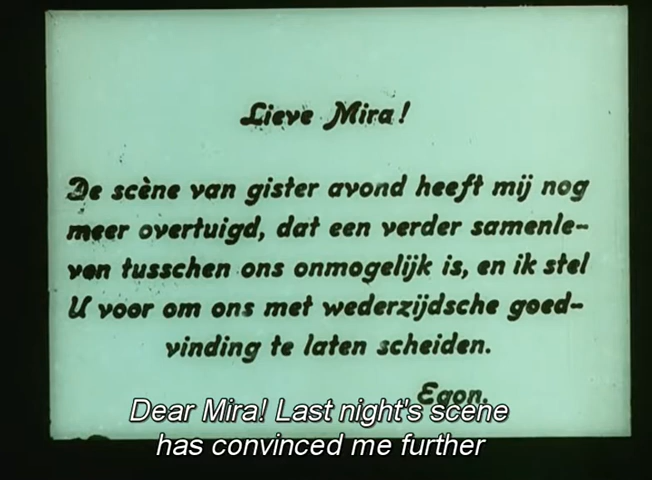 Lieve Mira!
De scène van gister avond heeft mij nog
meer overtuigd, dat een verder samenle-
ven tusschen ons onmogelijk is, en ik stel
U voor om ons met wederzijdsche goed-
vinding te laten scheiden.
Egon.
Dear Mira! Last night's scene
has convinced me further